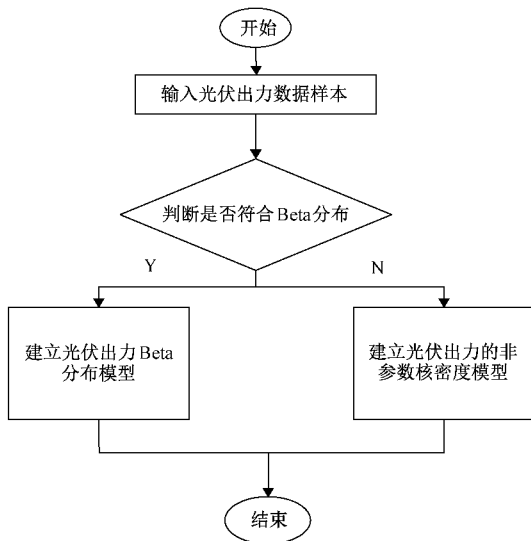 开始
输入光伏出力数据样本
判断是否符合Beta分布
Y
N
建立光伏出力Beta
分布模型
建立光伏出力的非
参数核密度模型
结束